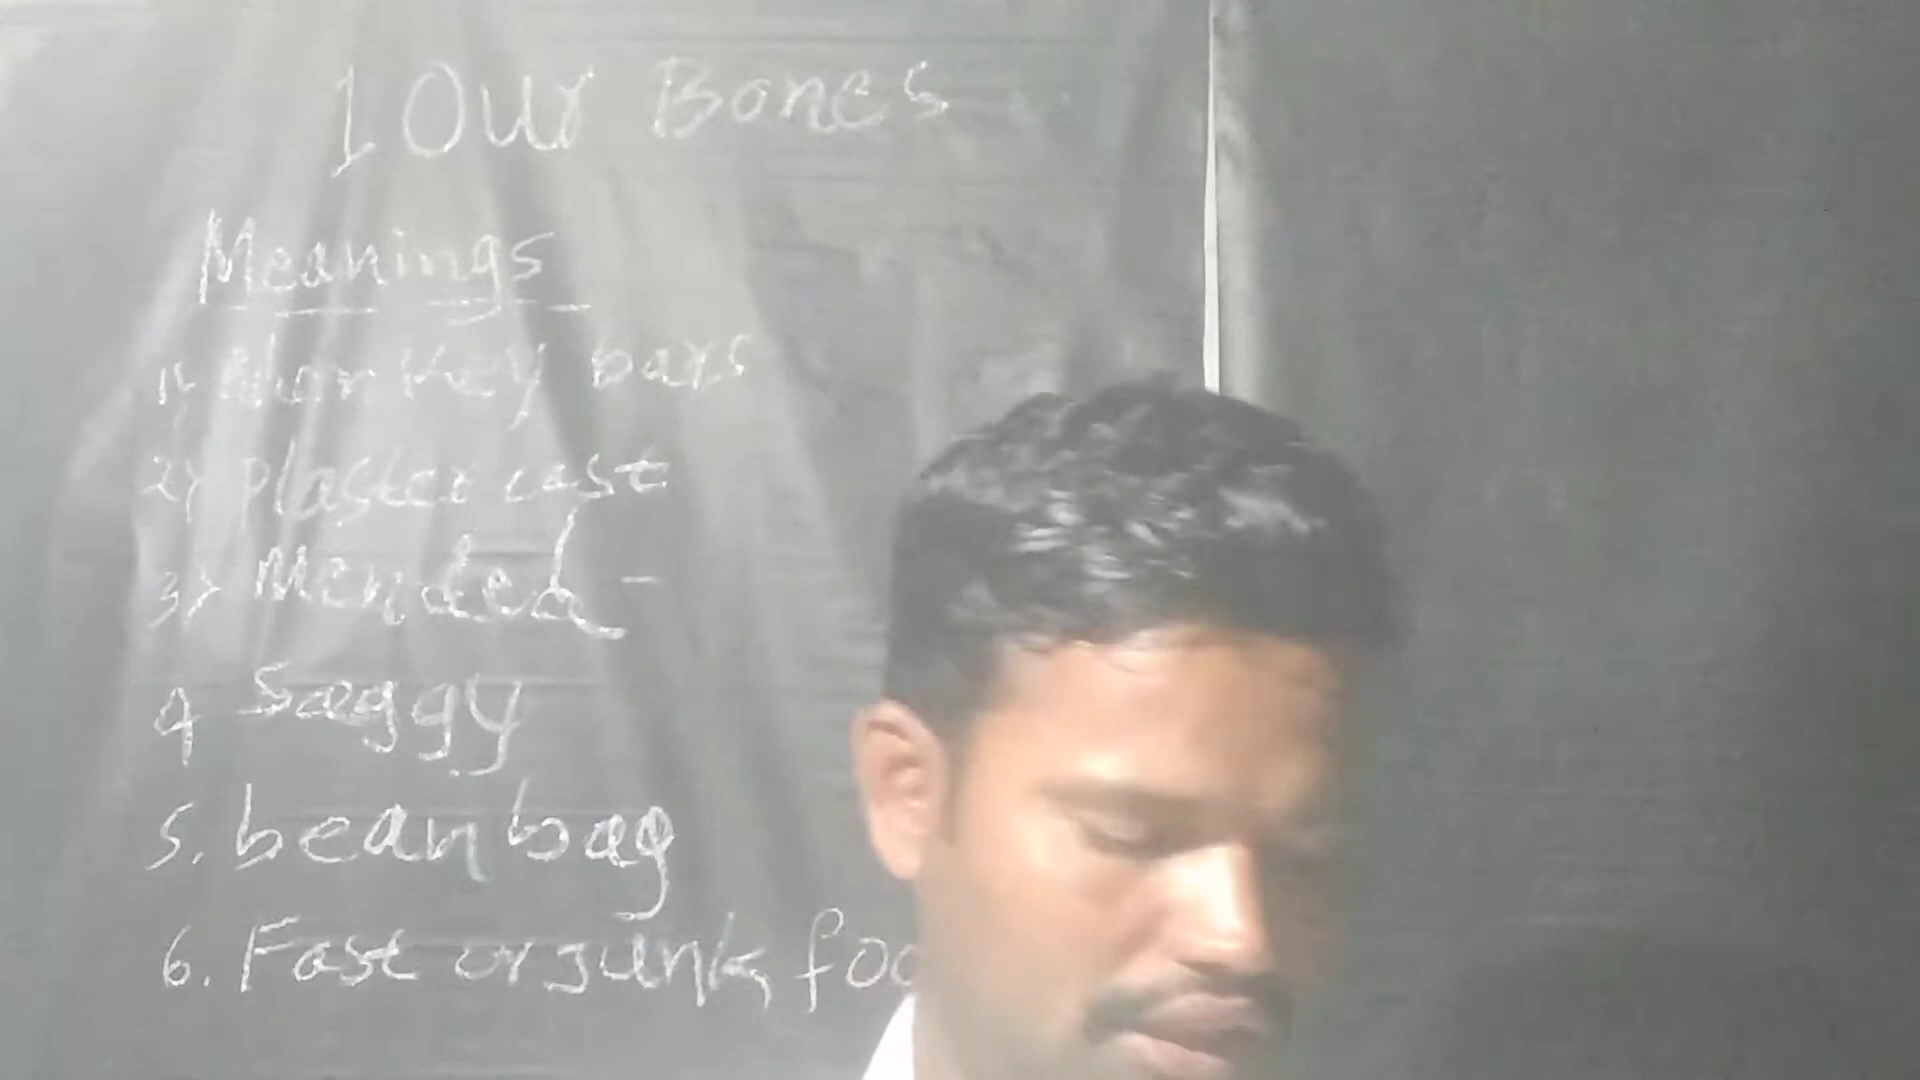 1 Our Bones
Meanings
1) Monkey bars
2) Plaster cast
3) Mended -
4 Saggy
5. bean bag
6. Fast or junk foo